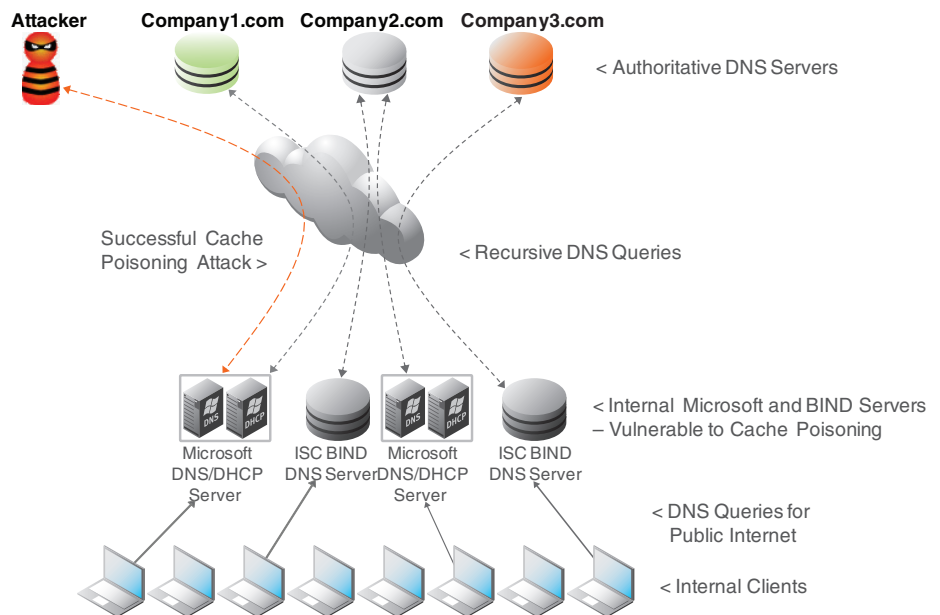 Attacker
Company1.com
Company2.com
Company3.com
< Authoritative DNS Servers
Successful Cache
Poisoning Attack >
< Recursive DNS Queries
DNS
DHCP
DNS
DHCP
< Internal Microsoft and BIND Servers
– Vulnerable to Cache Poisoning
Microsoft
DNS/DHCP
Server
ISC BIND
DNS Server
Microsoft
DNS/DHCP
Server
ISC BIND
DNS Server
< DNS Queries for
Public Internet
< Internal Clients